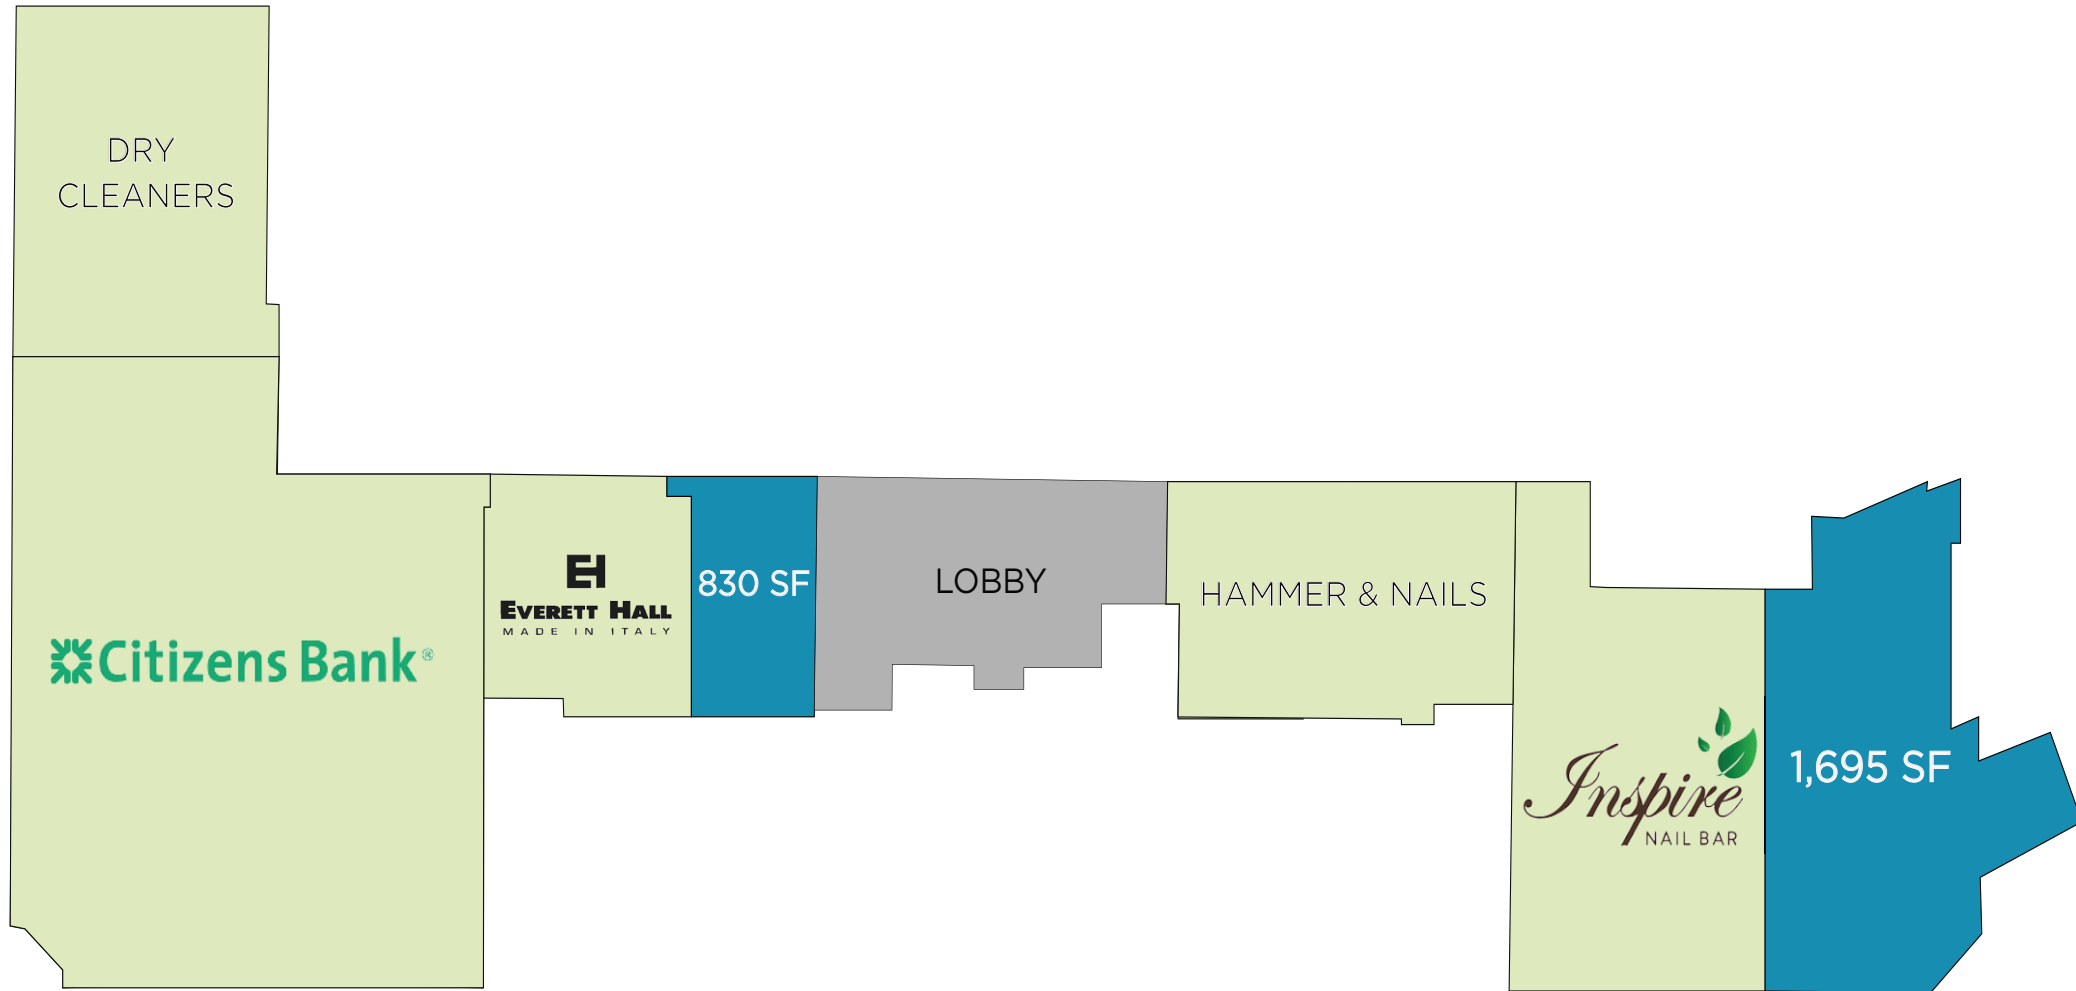 DRY
CLEANERS
Citizens Bank®
EH
EVERETT HALL
MADE IN ITALY
830 SF
LOBBY
HAMMER & NAILS
Inspire
NAIL BAR
1,695 SF